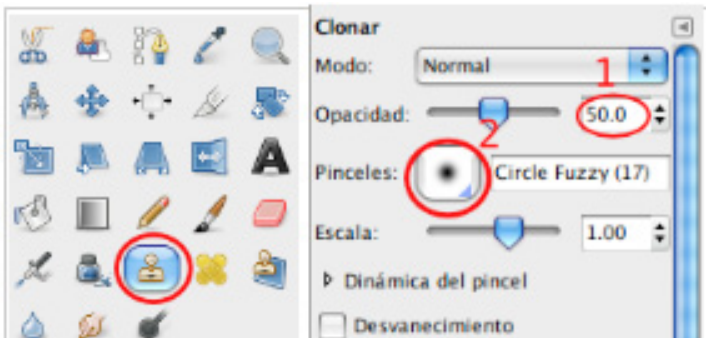 Clonar
Modo: Normal
1
Opacidad: 50.0
2
Pinceles: Circle Fuzzy (17)
Escala: 1.00
Dinámica del pincel
Desvanecimiento